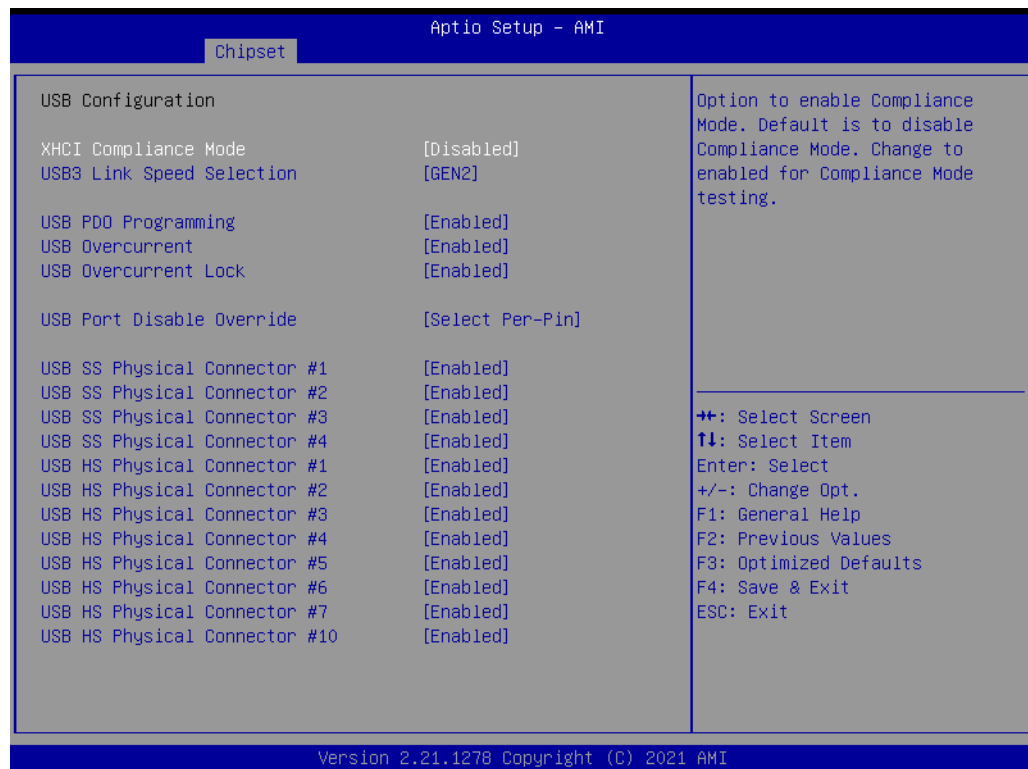 Aptio Setup – AMI
Chipset
USB Configuration
XHCI Compliance Mode [Disabled]
USB3 Link Speed Selection [GEN2]
USB PDO Programming [Enabled]
USB Overcurrent [Enabled]
USB Overcurrent Lock [Enabled]
USB Port Disable Override [Select Per-Pin]
USB SS Physical Connector #1 [Enabled]
USB SS Physical Connector #2 [Enabled]
USB SS Physical Connector #3 [Enabled]
USB SS Physical Connector #4 [Enabled]
USB HS Physical Connector #1 [Enabled]
USB HS Physical Connector #2 [Enabled]
USB HS Physical Connector #3 [Enabled]
USB HS Physical Connector #4 [Enabled]
USB HS Physical Connector #5 [Enabled]
USB HS Physical Connector #6 [Enabled]
USB HS Physical Connector #7 [Enabled]
USB HS Physical Connector #10 [Enabled]
Option to enable Compliance
Mode. Default is to disable
Compliance Mode. Change to
enabled for Compliance Mode
testing.
→←: Select Screen
↑↓: Select Item
Enter: Select
+/-: Change Opt.
F1: General Help
F2: Previous Values
F3: Optimized Defaults
F4: Save & Exit
ESC: Exit
Version 2.21.1278 Copyright (C) 2021 AMI